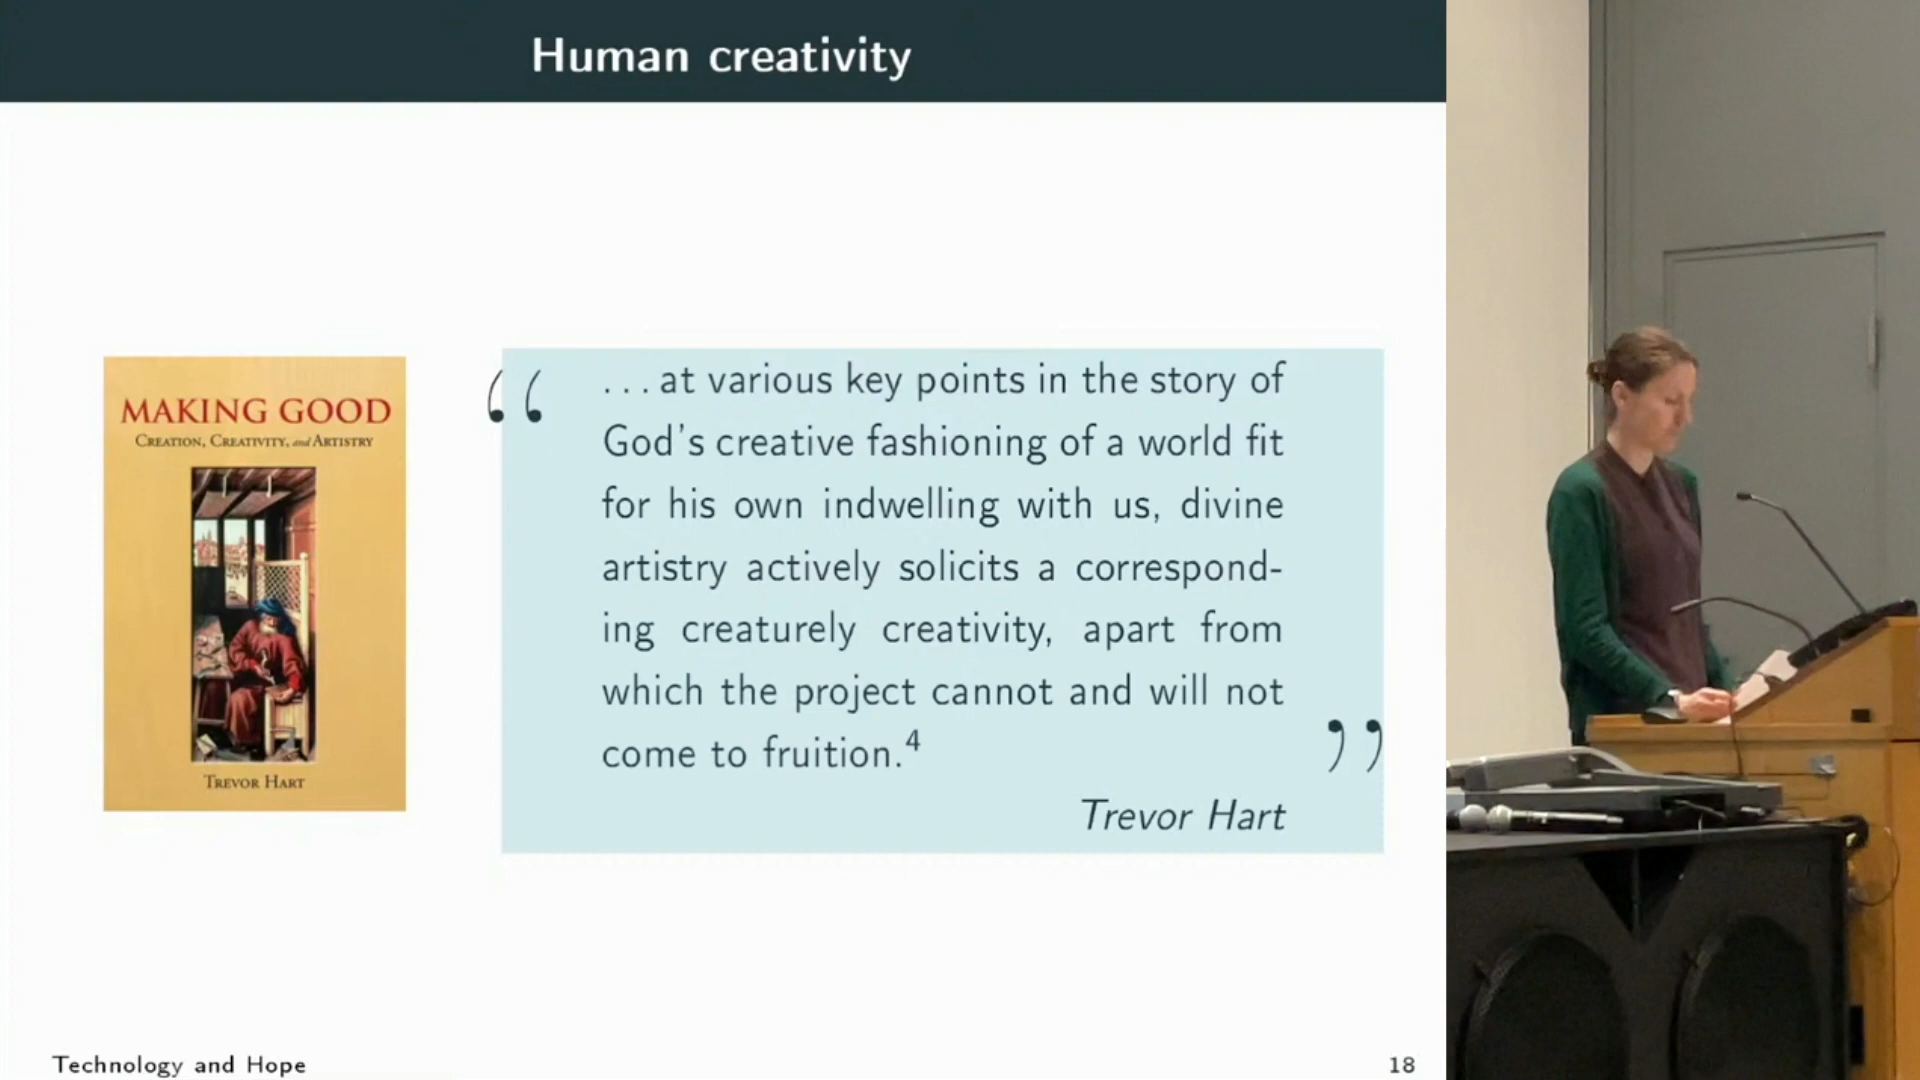 Human creativity
MAKING GOOD
CREATION, CREATIVITY, and ARTISTRY
TREVOR HART
“
. . . at various key points in the story of
God's creative fashioning of a world fit
for his own indwelling with us, divine
artistry actively solicits a correspond-
ing creaturely creativity, apart from
which the project cannot and will not
come to fruition.4
”
Trevor Hart
Technology and Hope
18